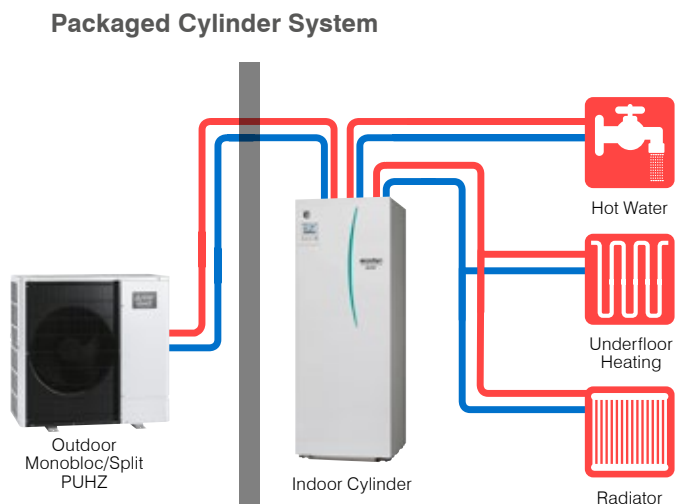 Packaged Cylinder System
Hot Water
Underfloor
Heating
Outdoor
Monobloc/Split
PUHZ
Indoor Cylinder
Radiator